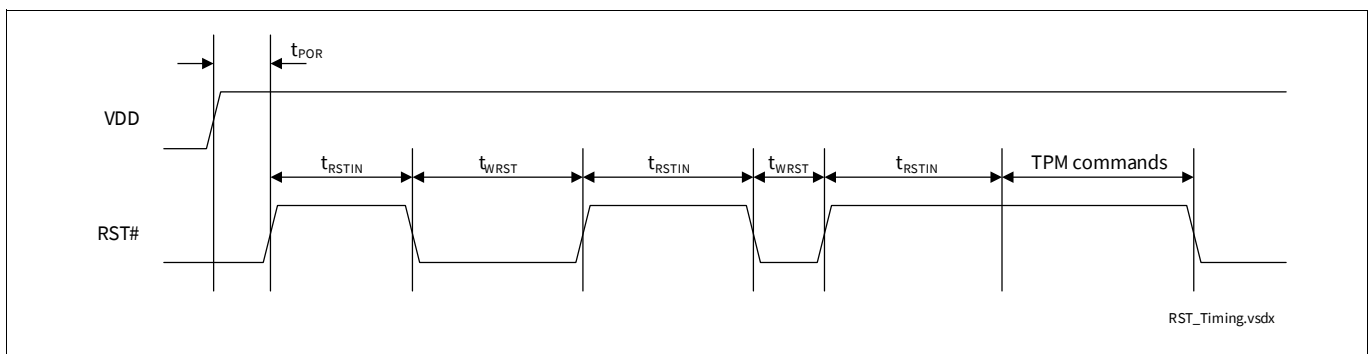 tPOR
VDD
tRSTIN tWRST tRSTIN tWRST tRSTIN TPM commands
RST#
RST_Timing.vsdx